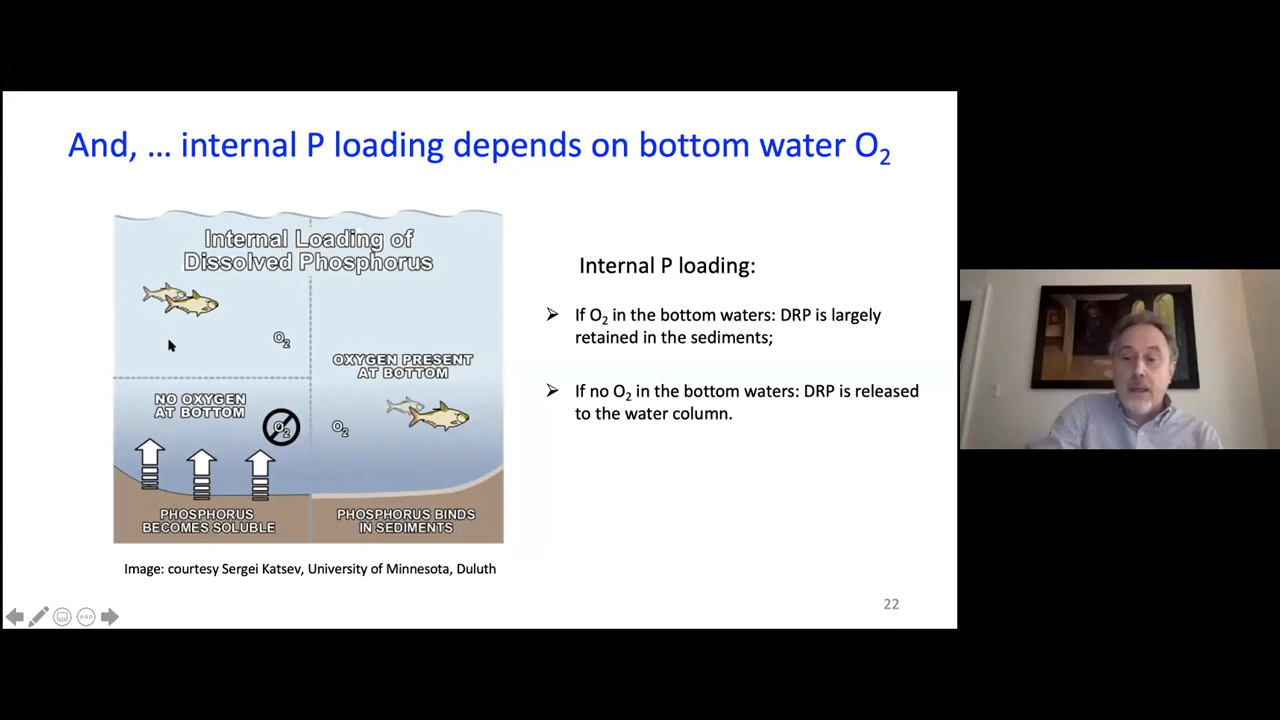 And, ... internal P loading depends on bottom water O₂
Internal Loading of
Dissolved Phosphorus
O₂
OXYGEN PRESENT
AT BOTTOM
NO OXYGEN
AT BOTTOM
O₂
O₂
PHOSPHORUS
BECOMES SOLUBLE
PHOSPHORUS BINDS
IN SEDIMENTS
Image: courtesy Sergei Katsev, University of Minnesota, Duluth
Internal P loading:
➢ If O₂ in the bottom waters: DRP is largely
retained in the sediments;
➢ If no O₂ in the bottom waters: DRP is released
to the water column.
22